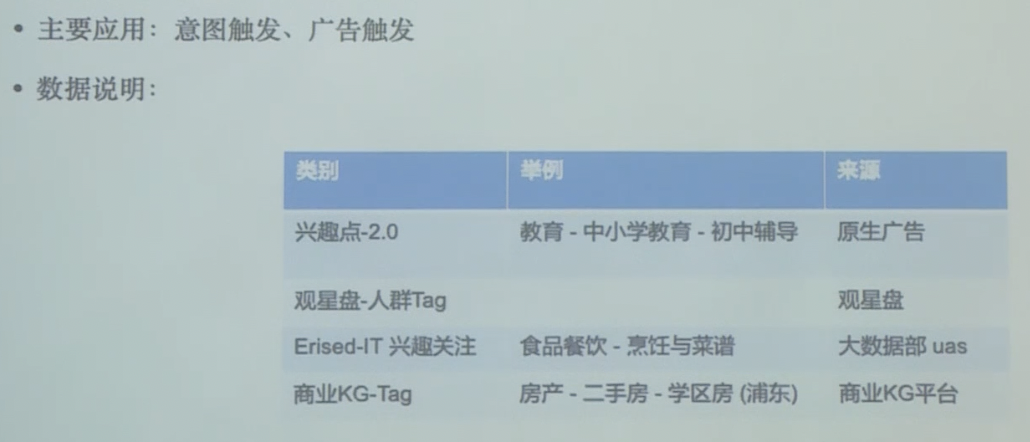 • 主要应用：意图触发、广告触发
• 数据说明：
类别 举例 来源
兴趣点-2.0 教育 - 中小学教育 - 初中辅导 原生广告
观星盘-人群Tag 观星盘
Erised-IT 兴趣关注 食品餐饮 - 烹饪与菜谱 大数据部 uas
商业KG-Tag 房产 - 二手房 - 学区房 (浦东) 商业KG平台